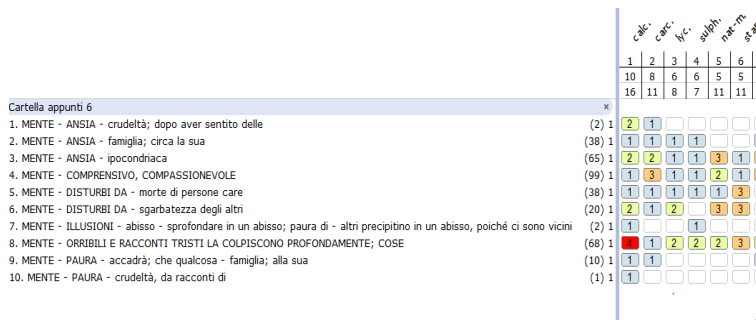 calc. carc. lyc. sulph. nat-m.
1 2 3 4 5 6
10 8 6 6 5 5
16 11 8 7 11 11
Cartella appunti 6 x
1. MENTE - ANSIA - crudeltà; dopo aver sentito delle (2) 1 2 1
2. MENTE - ANSIA - famiglia; circa la sua (38) 1 1 1 1 1
3. MENTE - ANSIA - ipocondriaca (65) 1 2 2 1 1 3 1
4. MENTE - COMPRENSIVO, COMPASSIONEVOLE (99) 1 1 3 1 1 2 1
5. MENTE - DISTURBI DA - morte di persone care (38) 1 1 1 1 1 1 3
6. MENTE - DISTURBI DA - sgarbatezza degli altri (20) 1 2 1 2 3 3
7. MENTE - ILLUSIONI - abisso - sprofondare in un abisso; paura di - altri precipitino in un abisso, poiché ci sono vicini (2) 1 1 1
8. MENTE - ORRIBILI E RACCONTI TRISTI LA COLPISCONO PROFONDAMENTE; COSE (68) 1 4 1 2 2 2 3
9. MENTE - PAURA - accadrà; che qualcosa - famiglia; alla sua (10) 1 1 1
10. MENTE - PAURA - crudeltà, da racconti di (1) 1 1